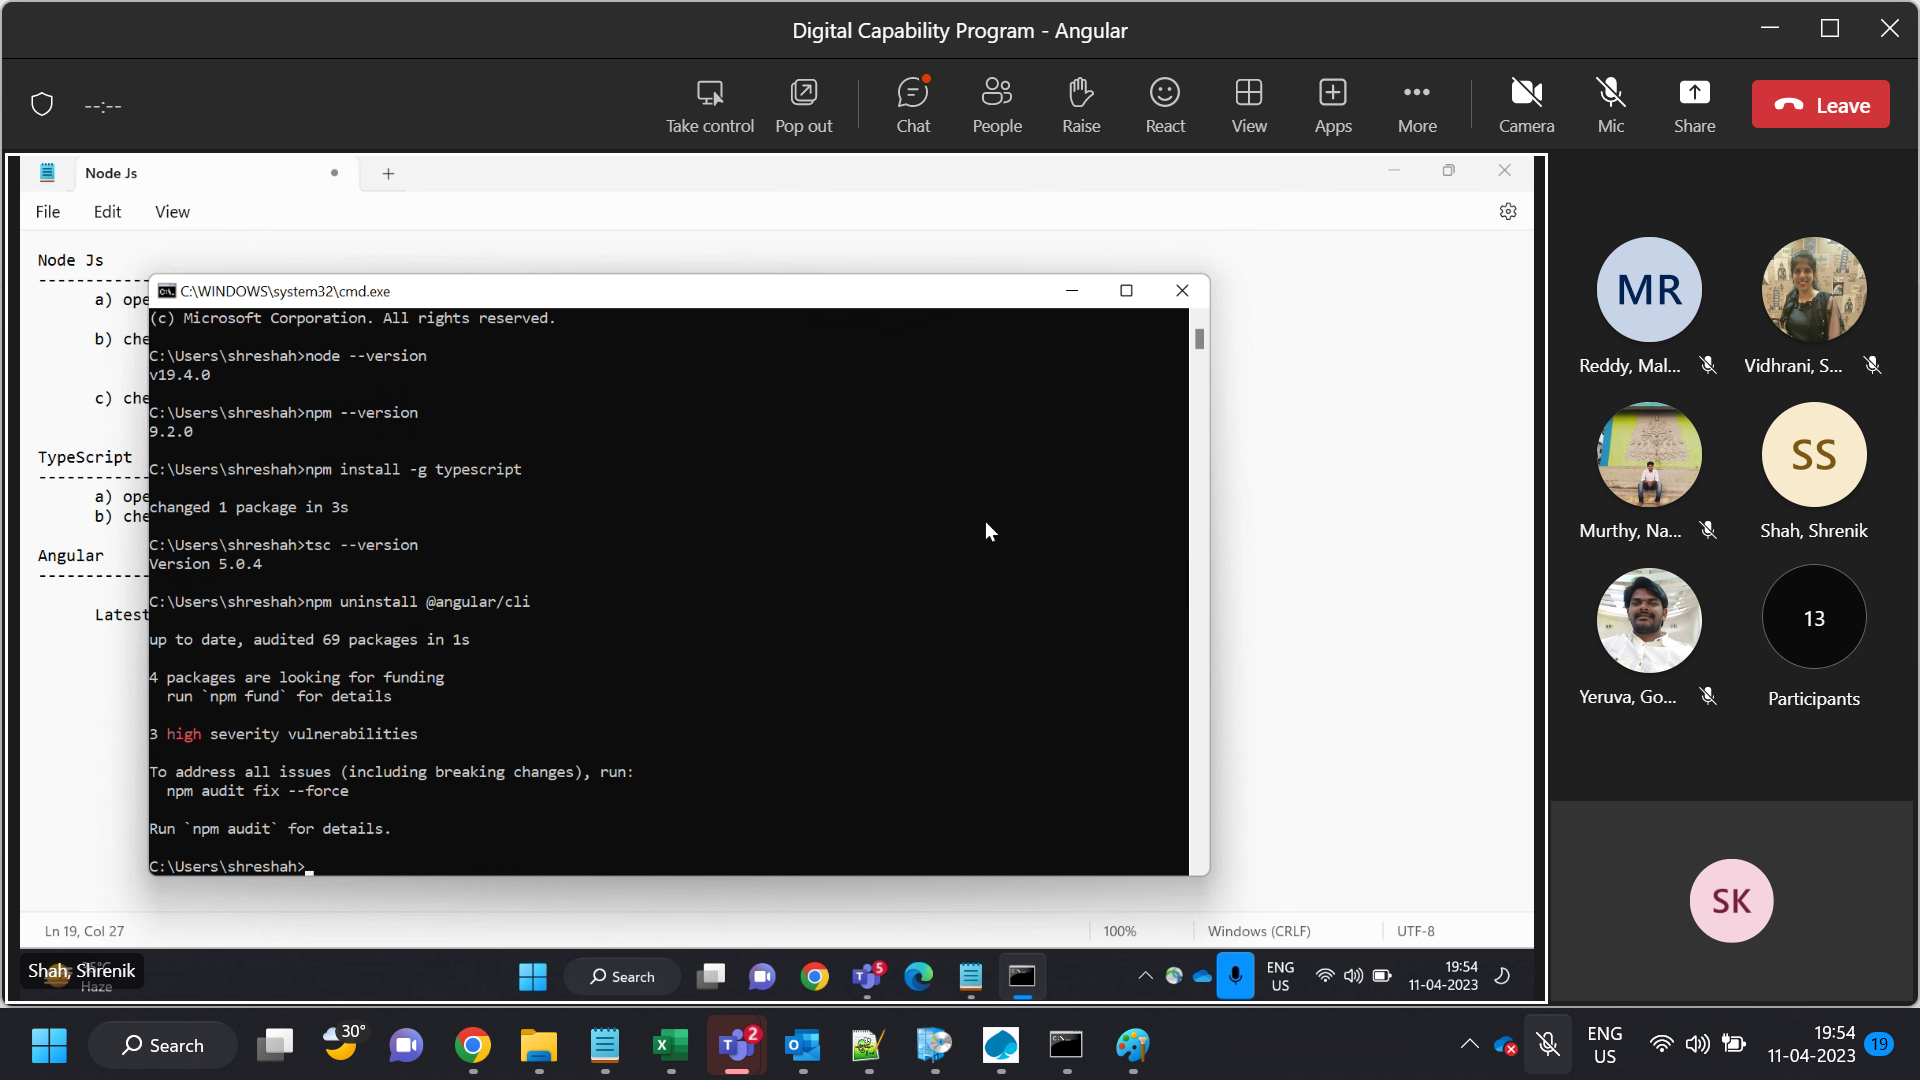 Digital Capability Program - Angular
--:--
Take control
Pop out
Chat
People
Raise
React
View
Apps
More
Camera
Mic
Share
Leave
Node Js
File Edit View
Node Js
a) ope
b) che
c) che
TypeScript
a) ope
b) che
Angular
Latest
C:\WINDOWS\system32\cmd.exe
(c) Microsoft Corporation. All rights reserved.
C:\Users\shreshah>node --version
v19.4.0
C:\Users\shreshah>npm --version
9.2.0
C:\Users\shreshah>npm install -g typescript
changed 1 package in 3s
C:\Users\shreshah>tsc --version
Version 5.0.4
C:\Users\shreshah>npm uninstall @angular/cli
up to date, audited 69 packages in 1s
4 packages are looking for funding
run `npm fund` for details
3 high severity vulnerabilities
To address all issues (including breaking changes), run:
npm audit fix --force
Run `npm audit` for details.
C:\Users\shreshah>
Ln 19, Col 27
100%
Windows (CRLF)
UTF-8
Shah, Shrenik
Haze
Search
5
ENG
US
19:54
11-04-2023
MR
Reddy, Mal...
Vidhrani, S...
Murthy, Na...
SS
Shah, Shrenik
Yeruva, Go...
13
Participants
SK
Search
30°
2
ENG
US
19:54
11-04-2023
19